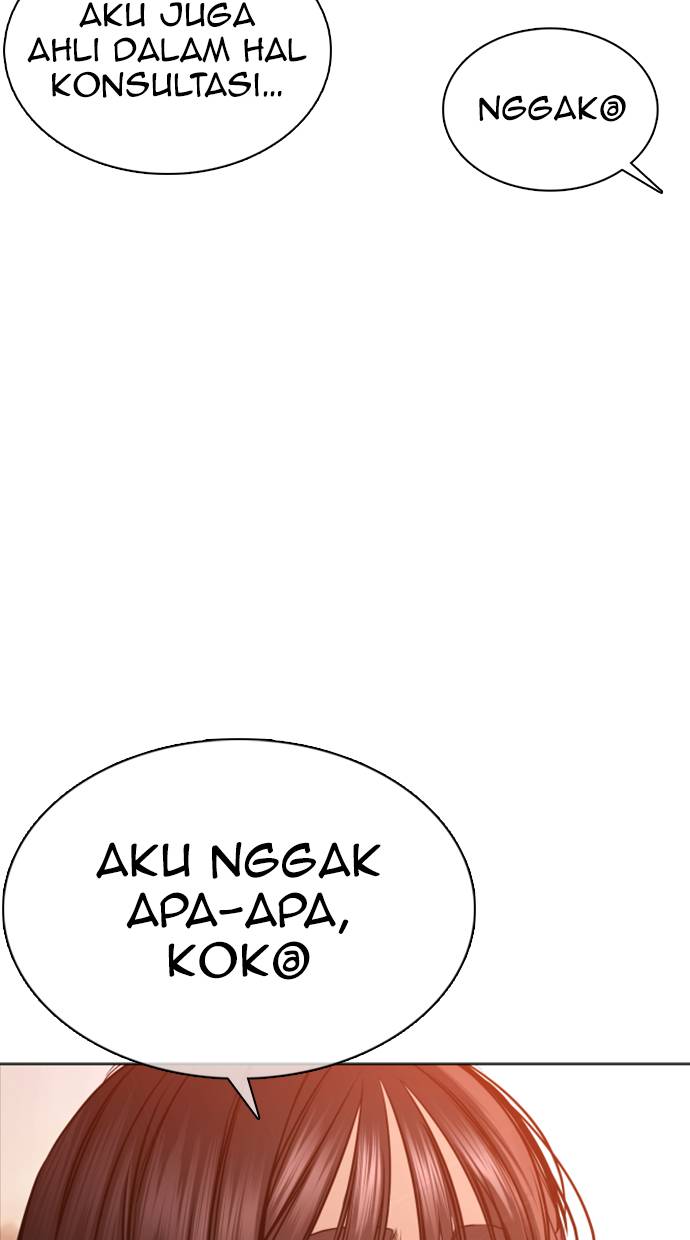 AKU JUGA
AHLI DALAM HAL
KONSULTASI...
NGGAK@
AKU NGGAK
APA-APA,
KOK@